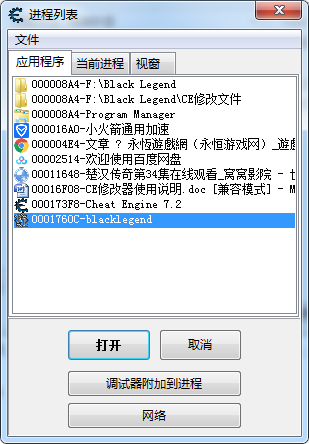 进程列表
文件
应用程序
当前进程
视窗
000008A4-F:\Black Legend
000008A4-F:\Black Legend\CE修改文件
000008A4-Program Manager
000016A0-小火箭通用加速
000004E4-文章 ? 永恆遊戲網（永恒游戏网）_遊戲
00002514-欢迎使用百度网盘
00011648-楚汉传奇第34集在线观看_窝窝影院 - t
00016F08-CE修改器使用说明.doc [兼容模式] - M
000173F8-Cheat Engine 7.2
0001760C-blacklegend
打开
取消
调试器附加到进程
网络